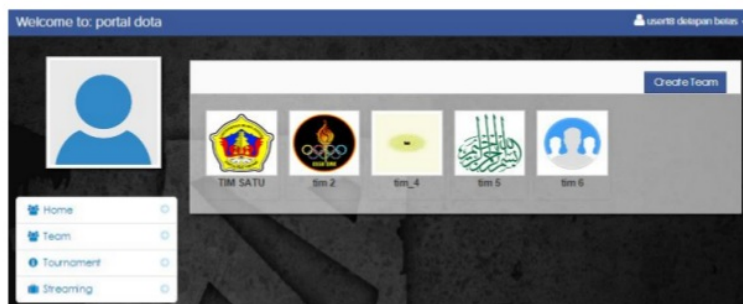 Welcome to: portal dota
user18 delapan belas
Create Team
TIM SATU
tim 2
tim_4
tim 5
tim 6
Home
Team
Tournament
Streaming